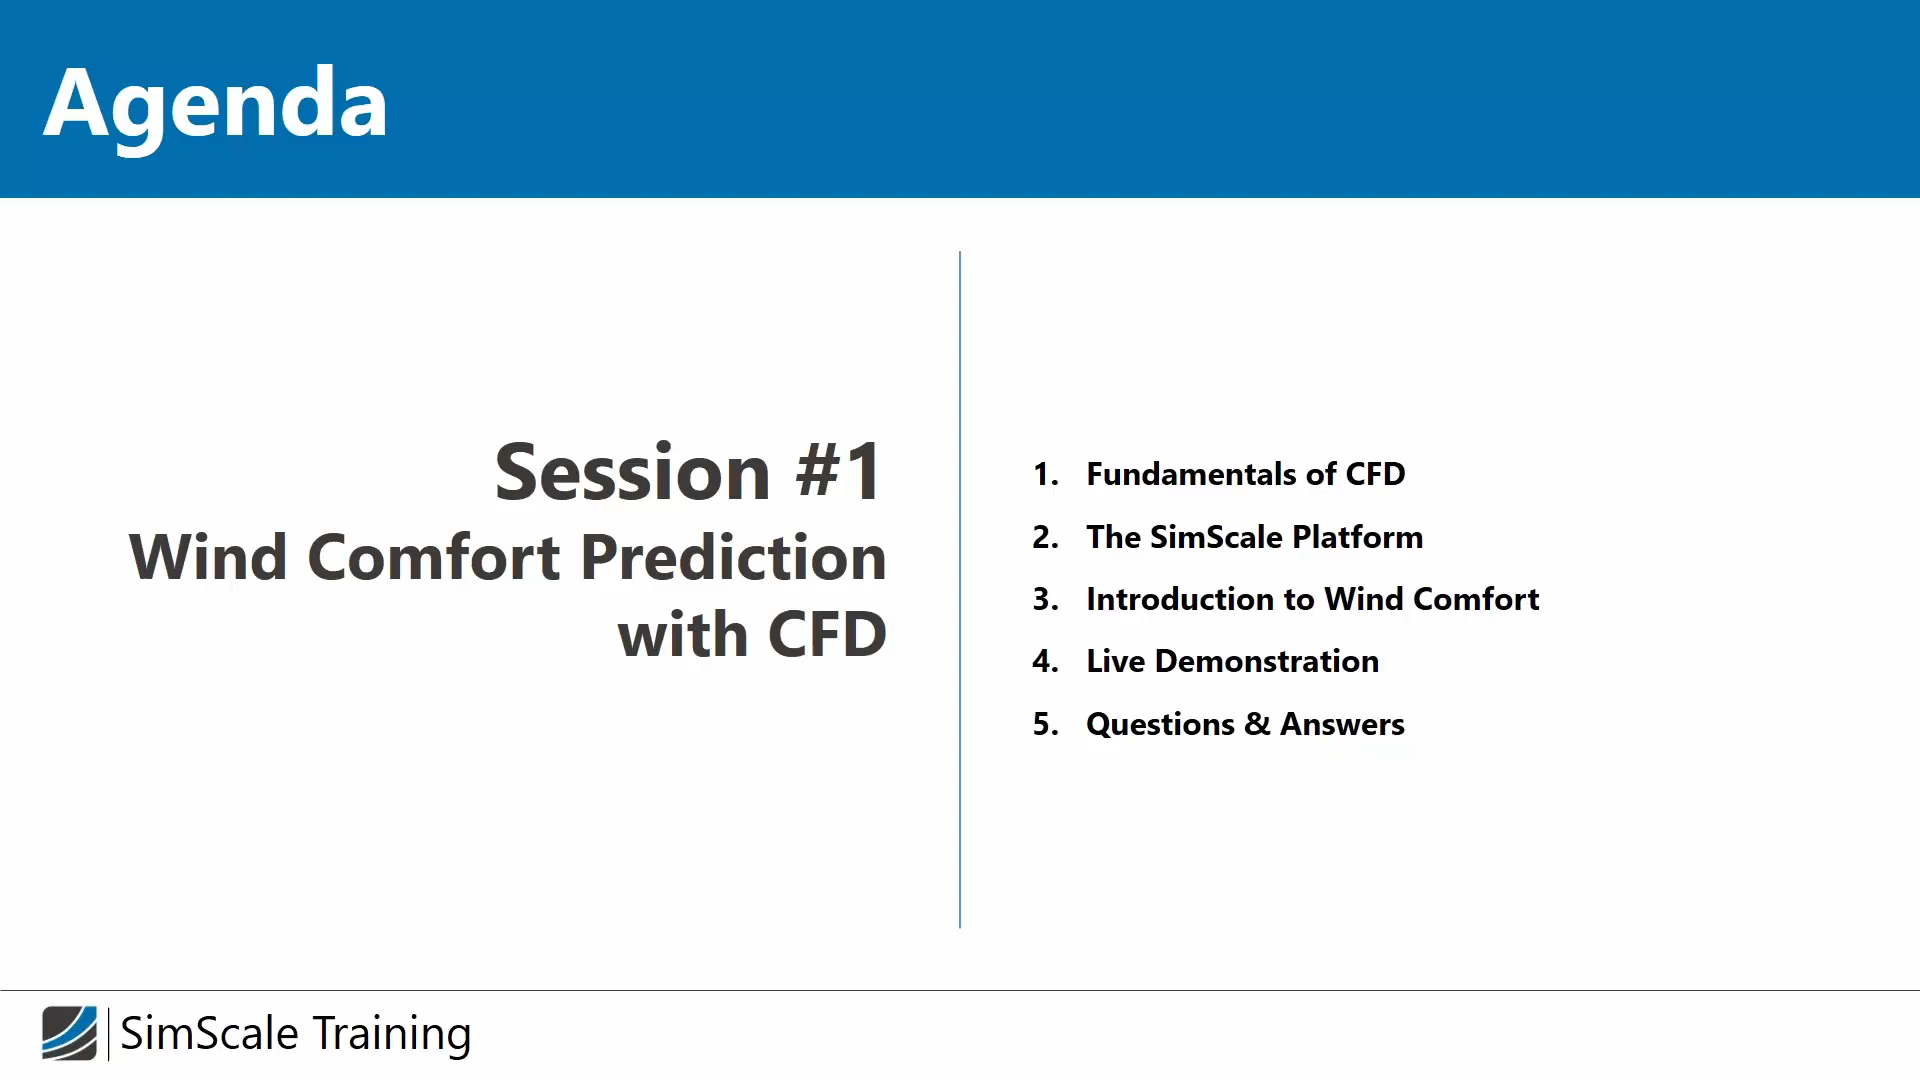 Agenda
Session #1
Wind Comfort Prediction
with CFD
1. Fundamentals of CFD
2. The SimScale Platform
3. Introduction to Wind Comfort
4. Live Demonstration
5. Questions & Answers
SimScale Training